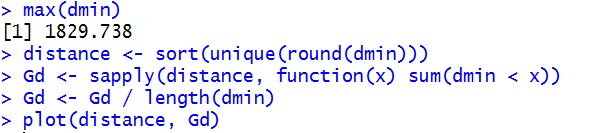 > max(dmin)
[1] 1829.738
> distance <- sort(unique(round(dmin)))
> Gd <- sapply(distance, function(x) sum(dmin < x))
> Gd <- Gd / length(dmin)
> plot(distance, Gd)